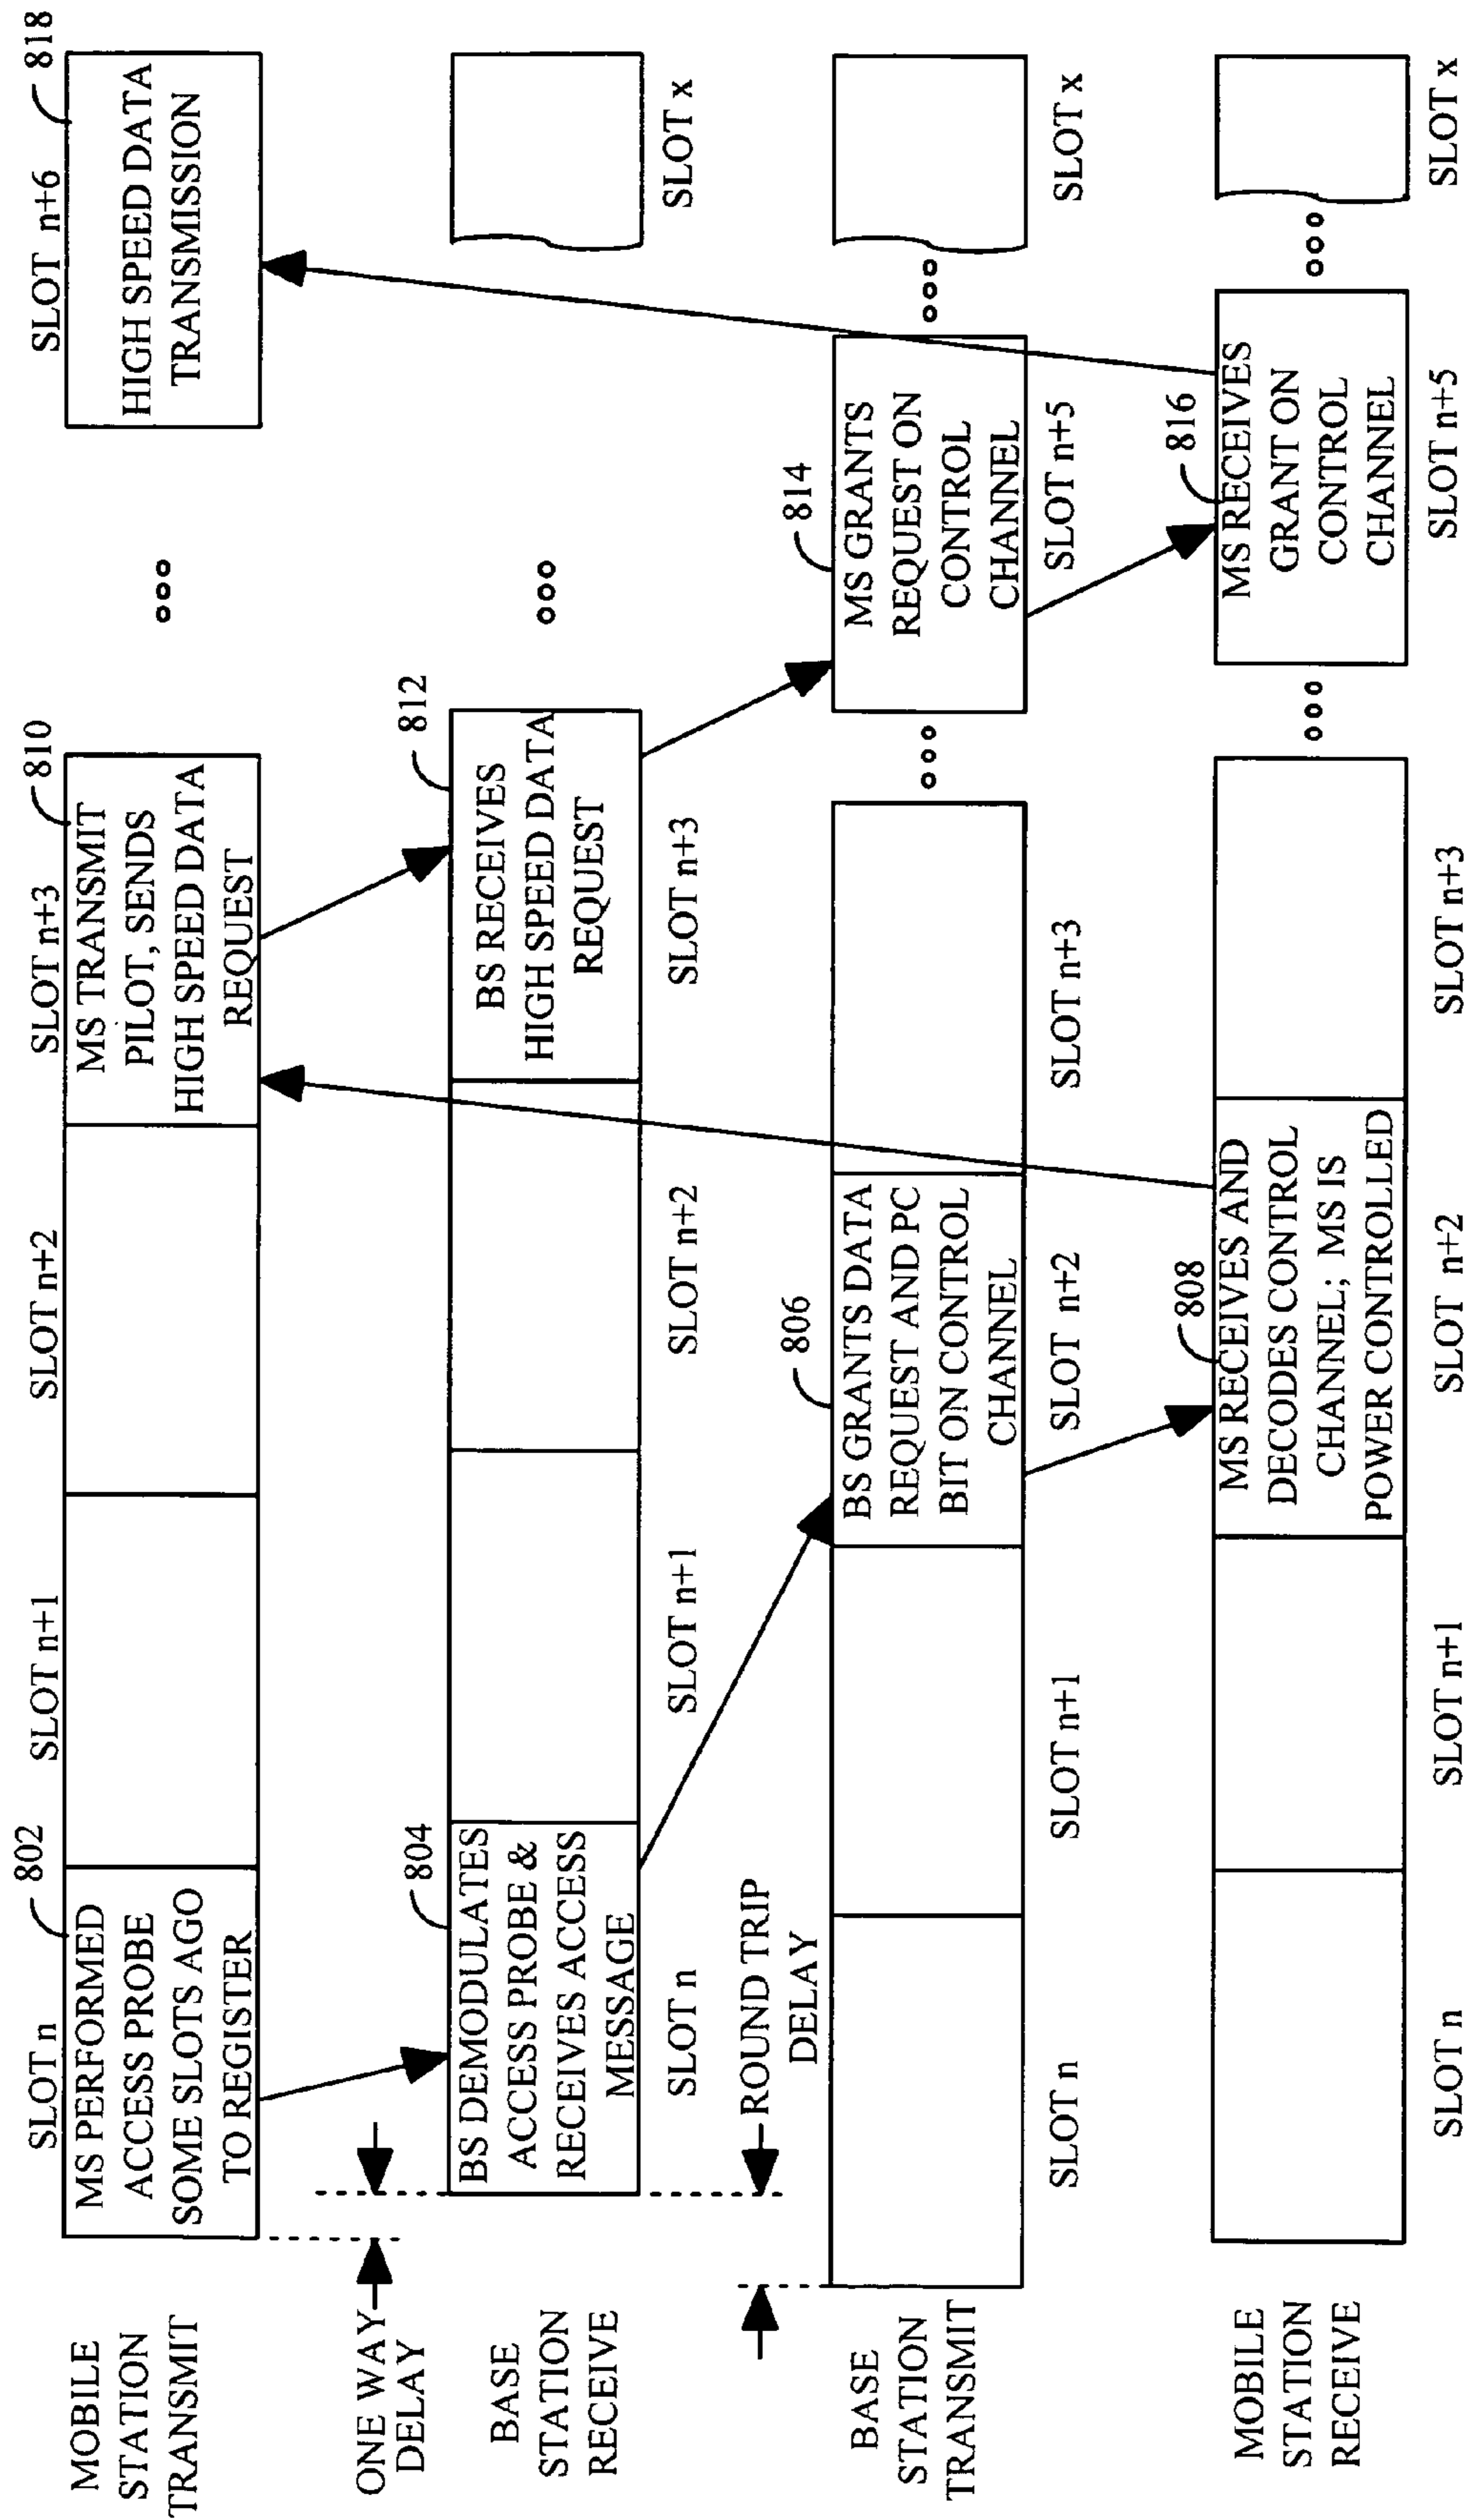 SLOT n
SLOT n+1
SLOT n+2
SLOT n+3
SLOT n+6
802
810
818
MOBILE
STATION
TRANSMIT
MS PERFORMED
ACCESS PROBE
SOME SLOTS AGO
TO REGISTER
MS TRANSMIT
PILOT, SENDS
HIGH SPEED DATA
REQUEST
HIGH SPEED DATA
TRANSMISSION
ONE WAY
DELAY
804
812
BASE
STATION
RECEIVE
BS DEMODULATES
ACCESS PROBE &
RECEIVES ACCESS
MESSAGE
BS RECEIVES
HIGH SPEED DATA
REQUEST
SLOT n
SLOT n+1
SLOT n+2
SLOT n+3
SLOT x
ROUND TRIP
DELAY
806
814
BASE
STATION
TRANSMIT
BS GRANTS DATA
REQUEST AND PC
BIT ON CONTROL
CHANNEL
MS GRANTS
REQUEST ON
CONTROL
CHANNEL
SLOT n
SLOT n+1
SLOT n+2
SLOT n+3
SLOT n+5
SLOT x
808
816
MOBILE
STATION
RECEIVE
MS RECEIVES AND
DECODES CONTROL
CHANNEL; MS IS
POWER CONTROLLED
MS RECEIVES
GRANT ON
CONTROL
CHANNEL
SLOT n
SLOT n+1
SLOT n+2
SLOT n+3
SLOT n+5
SLOT x